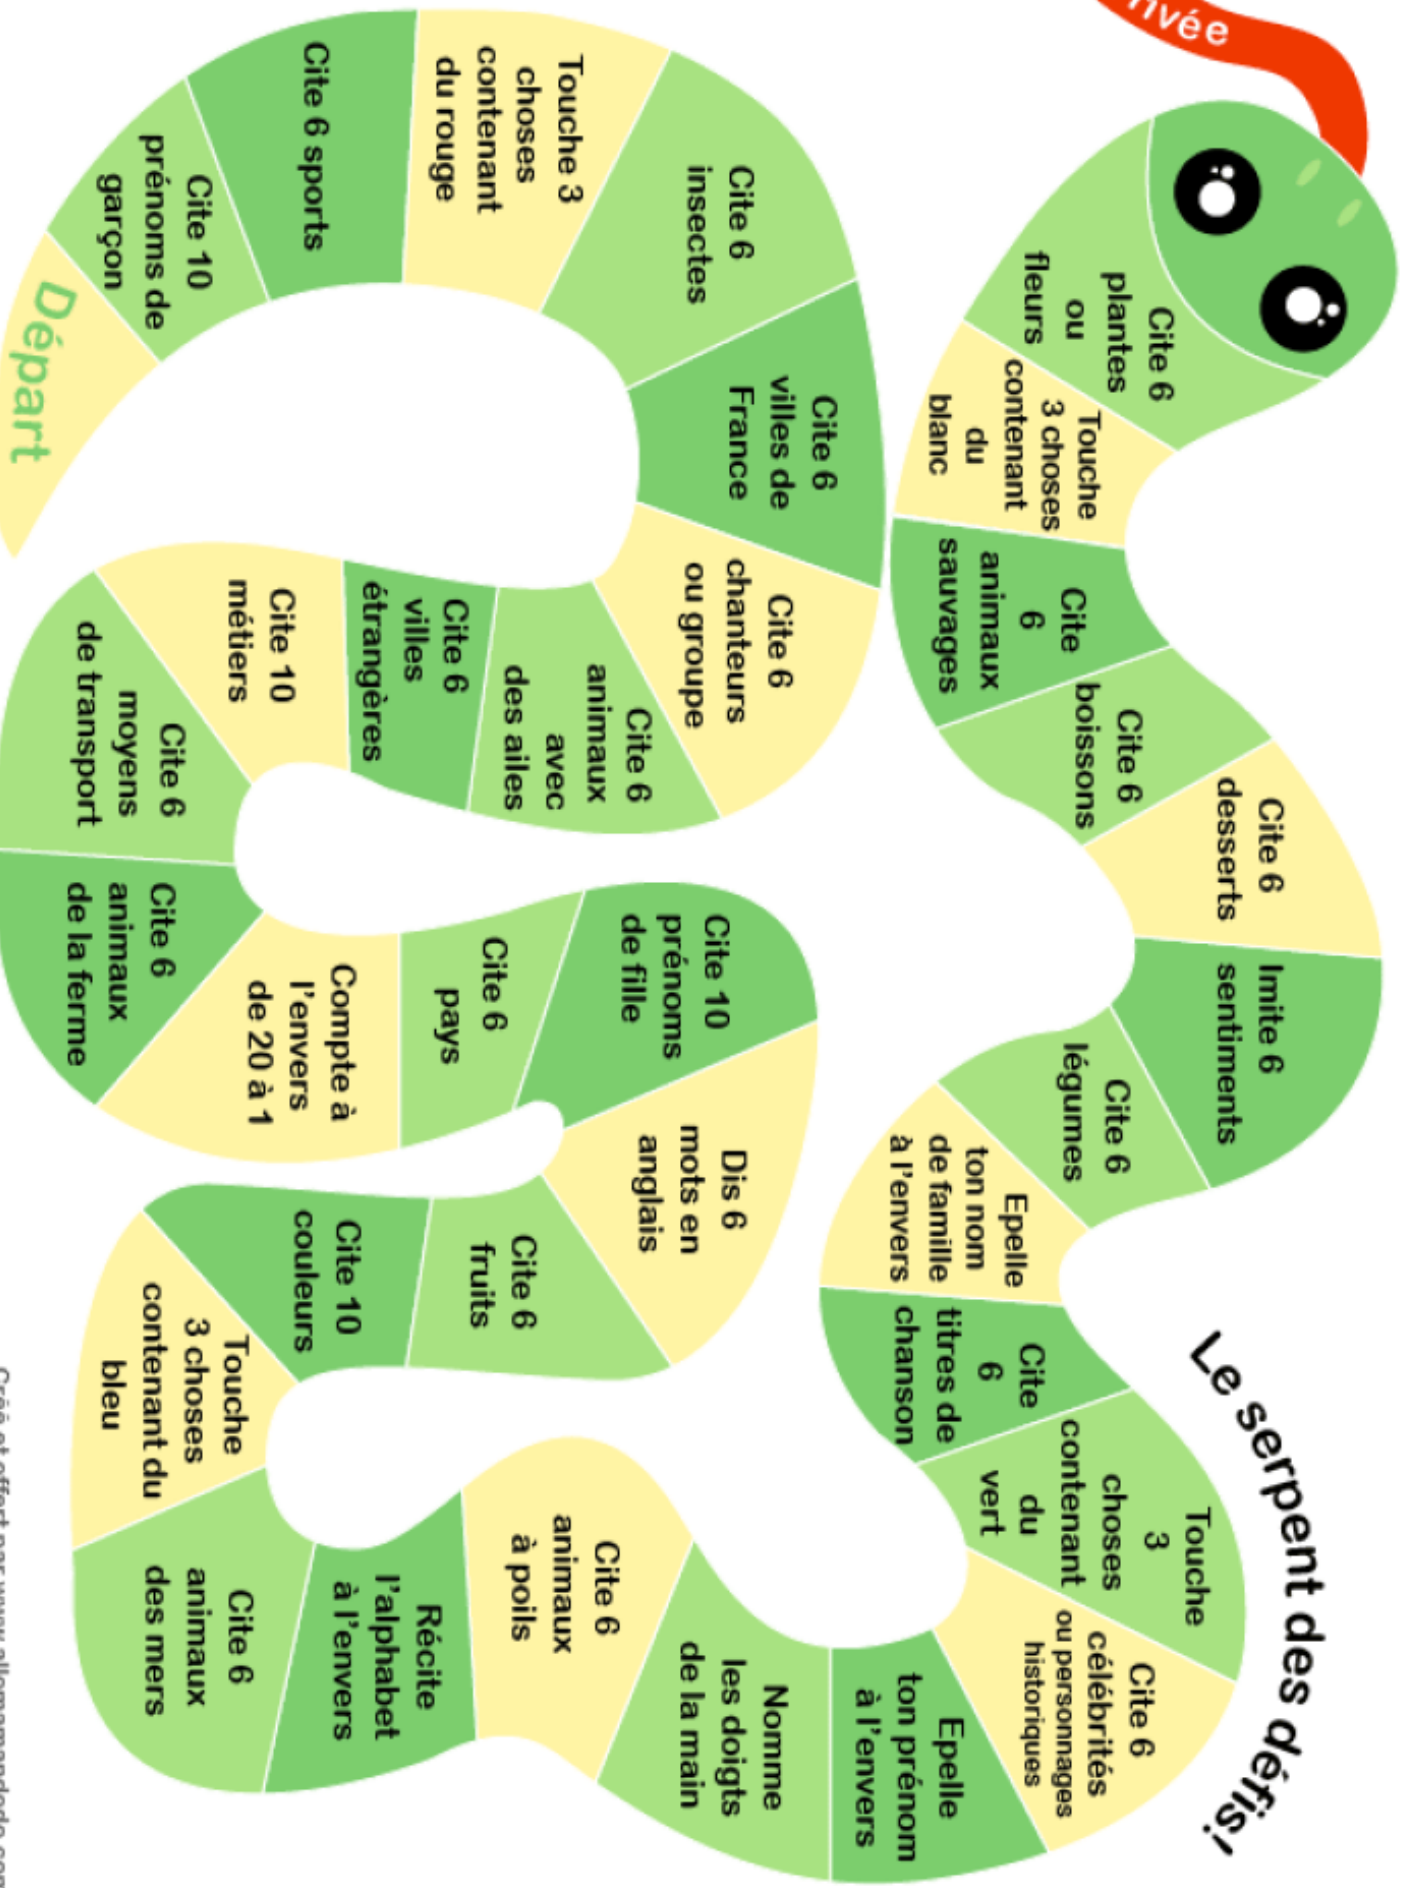 Le serpent des défis!
Départ
Cite 10
prénoms de
garçon
Cite 6 sports
Touche 3
choses
contenant
du rouge
Cite 6
insectes
Cite 6
villes de
France
Cite 6
chanteurs
ou groupe
Cite 6
animaux
avec
des ailes
Cite 6
villes
étrangères
Cite 10
métiers
Cite 6
moyens
de transport
Cite 6
animaux
de la ferme
Compte à
l'envers
de 20 à 1
Cite 6
pays
Cite 10
prénoms
de fille
Dis 6
mots en
anglais
Cite 6
fruits
Cite 10
couleurs
Touche
3 choses
contenant du
bleu
Cite 6
animaux
des mers
Récite
l'alphabet
à l'envers
Cite 6
animaux
à poils
Nomme
les doigts
de la main
Epelle
ton prénom
à l'envers
Cite 6
célébrités
ou personnages
historiques
Touche
3
choses
contenant
du
vert
Cite
6
titres de
chanson
Epelle
ton nom
de famille
à l'envers
Cite 6
légumes
Imite 6
sentiments
Cite 6
desserts
Cite 6
boissons
Cite
6
animaux
sauvages
Touche
3 choses
contenant
du
blanc
Cite 6
plantes
ou
fleurs